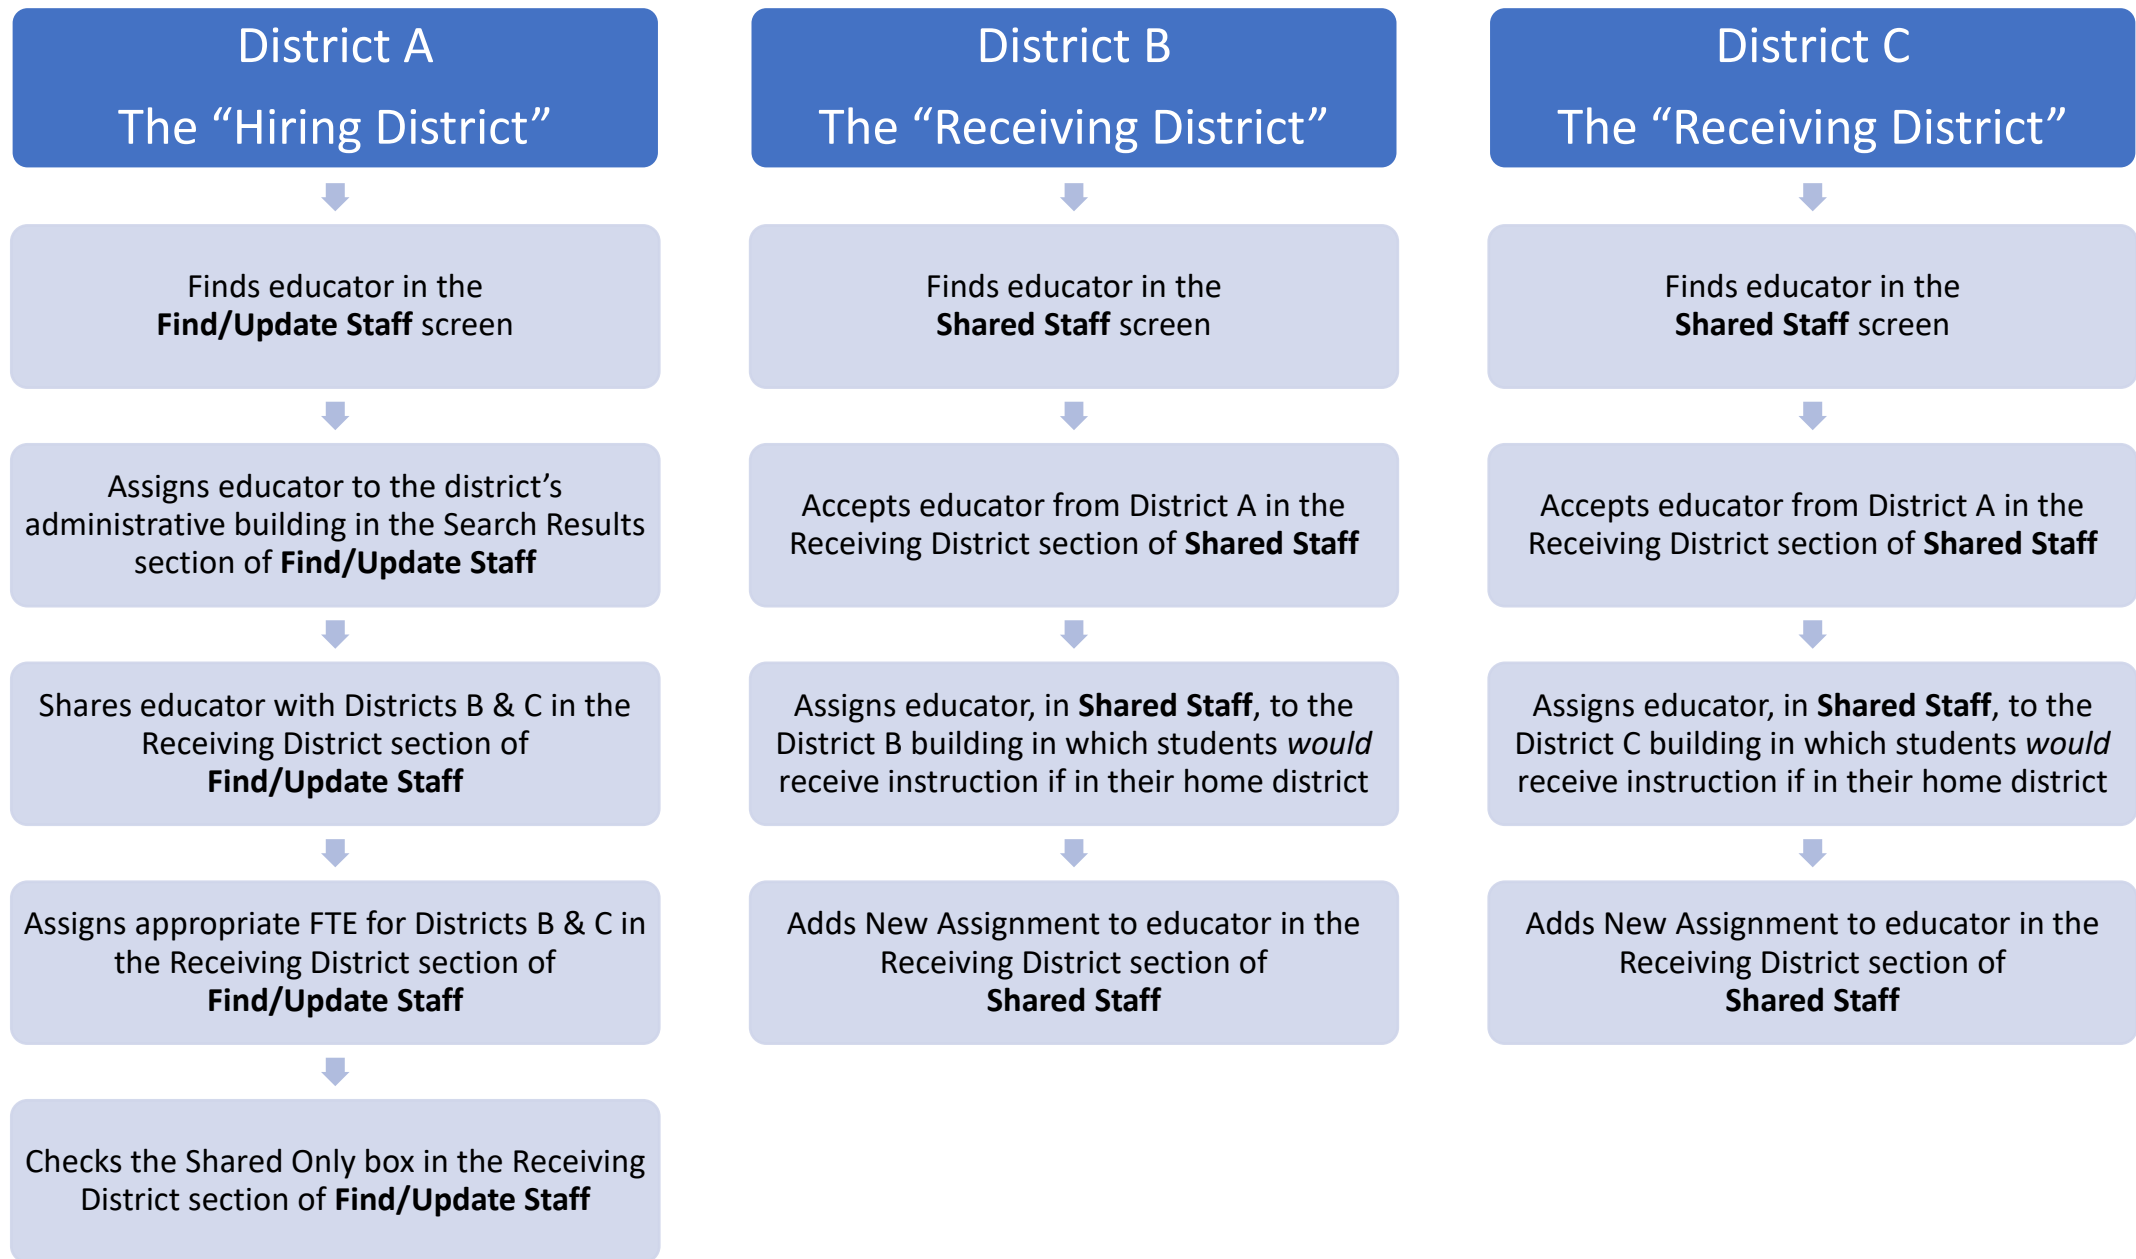 District A
The “Hiring District”
Finds educator in the
Find/Update Staff screen
Assigns educator to the district’s
administrative building in the Search Results
section of Find/Update Staff
Shares educator with Districts B & C in the
Receiving District section of
Find/Update Staff
Assigns appropriate FTE for Districts B & C in
the Receiving District section of
Find/Update Staff
Checks the Shared Only box in the Receiving
District section of Find/Update Staff
District B
The “Receiving District”
Finds educator in the
Shared Staff screen
Accepts educator from District A in the
Receiving District section of Shared Staff
Assigns educator, in Shared Staff, to the
District B building in which students would
receive instruction if in their home district
Adds New Assignment to educator in the
Receiving District section of
Shared Staff
District C
The “Receiving District”
Finds educator in the
Shared Staff screen
Accepts educator from District A in the
Receiving District section of Shared Staff
Assigns educator, in Shared Staff, to the
District C building in which students would
receive instruction if in their home district
Adds New Assignment to educator in the
Receiving District section of
Shared Staff